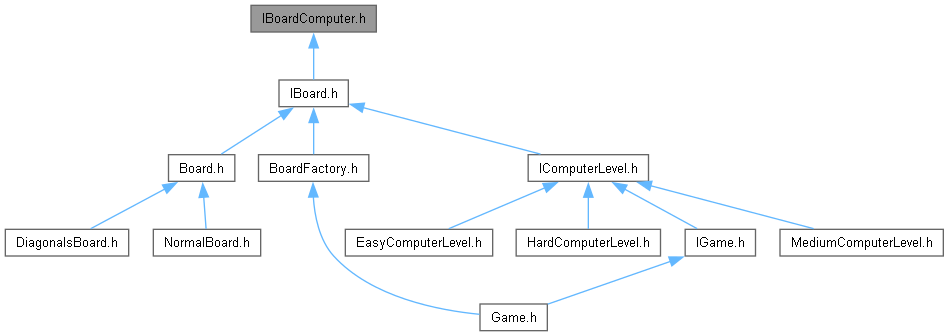 IBoardComputer.h
IBoard.h
Board.h
BoardFactory.h
IComputerLevel.h
DiagonalsBoard.h
NormalBoard.h
EasyComputerLevel.h
HardComputerLevel.h
IGame.h
MediumComputerLevel.h
Game.h